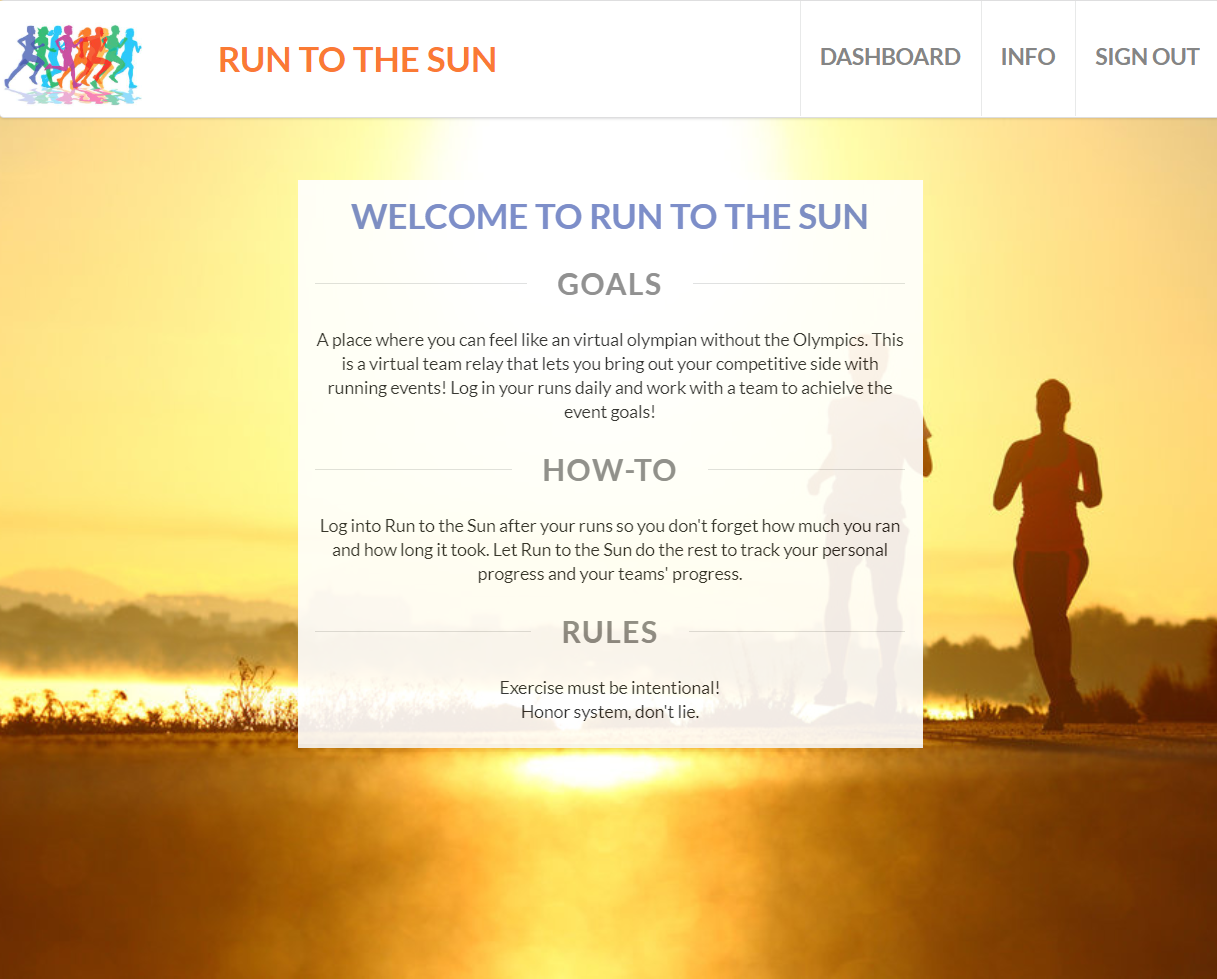 RUN TO THE SUN
DASHBOARD
INFO
SIGN OUT
WELCOME TO RUN TO THE SUN
GOALS
A place where you can feel like an virtual olympian without the Olympics. This
is a virtual team relay that lets you bring out your competitive side with
running events! Log in your runs daily and work with a team to achielve the
event goals!
HOW-TO
Log into Run to the Sun after your runs so you don't forget how much you ran
and how long it took. Let Run to the Sun do the rest to track your personal
progress and your teams' progress.
RULES
Exercise must be intentional!
Honor system, don't lie.